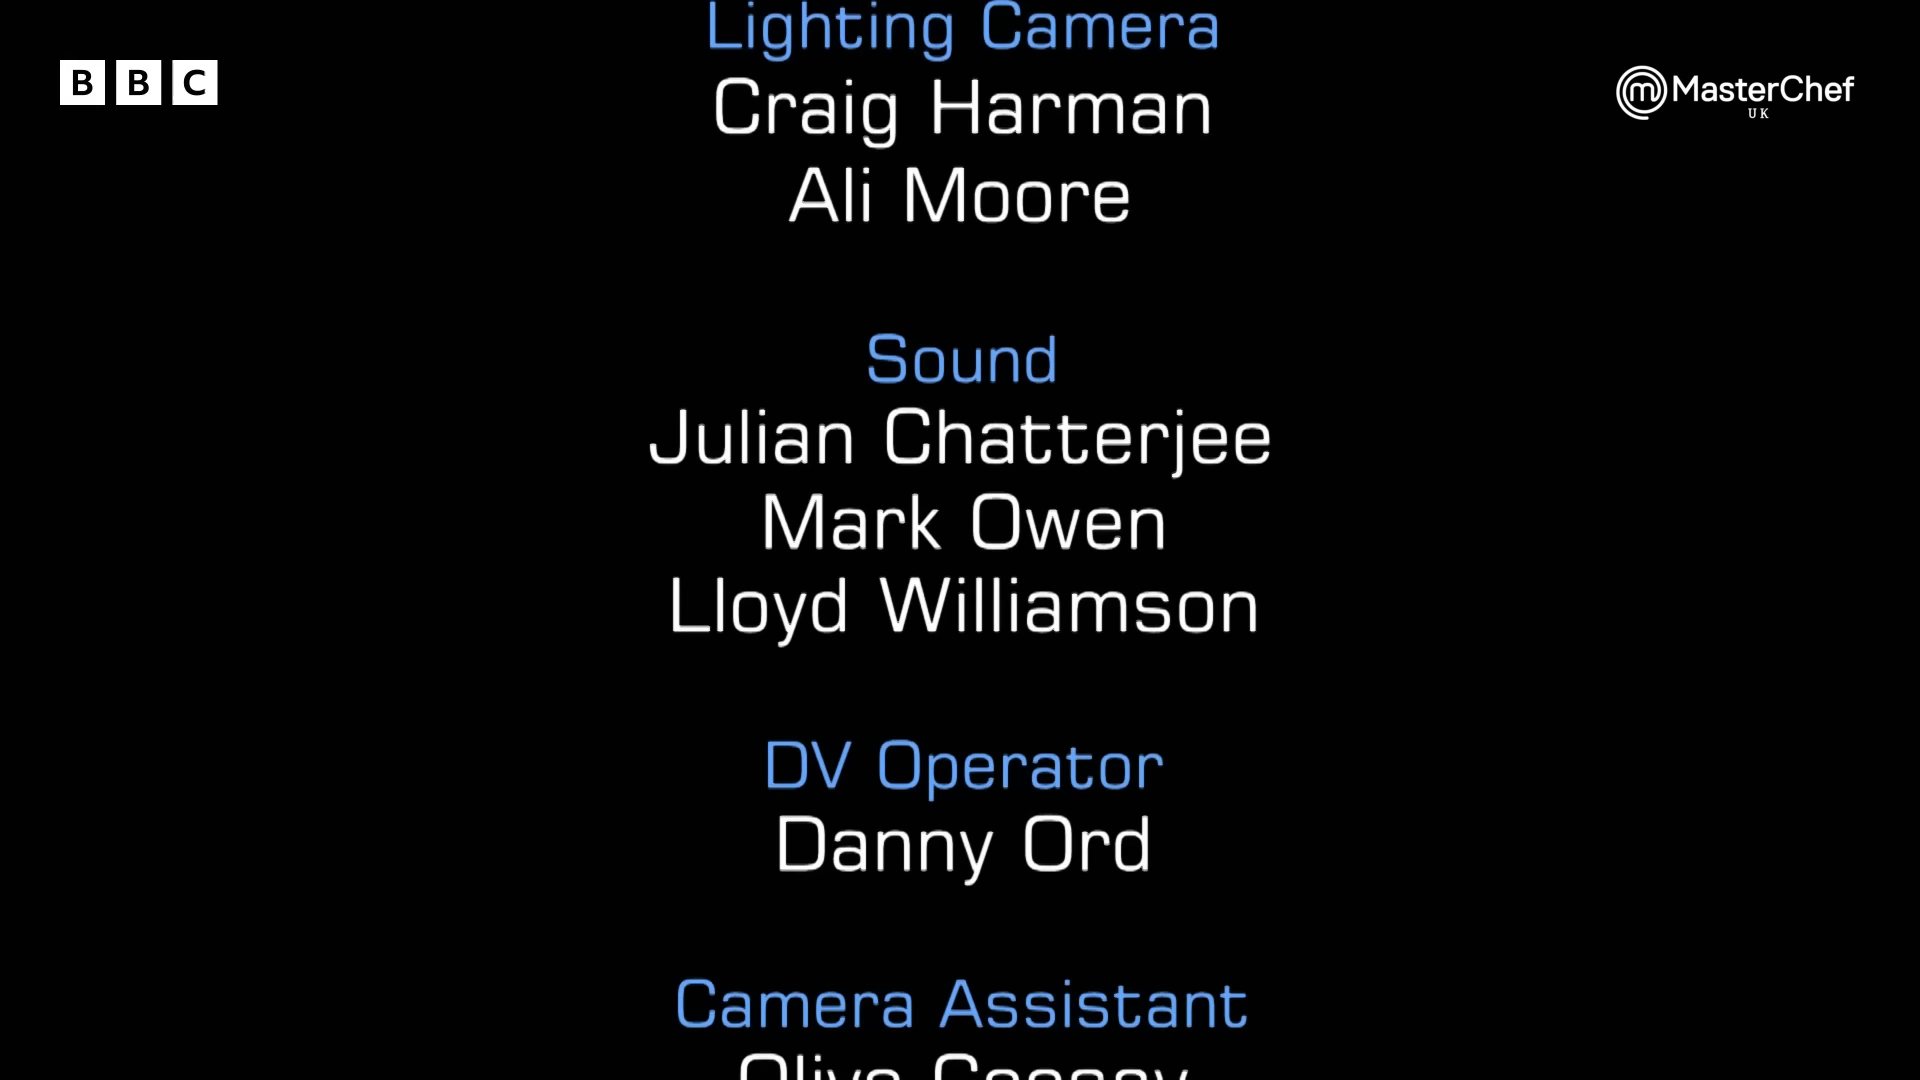 Lighting Camera
BBC
MasterChef
UK
Craig Harman
Ali Moore
Sound
Julian Chatterjee
Mark Owen
Lloyd Williamson
DV Operator
Danny Ord
Camera Assistant